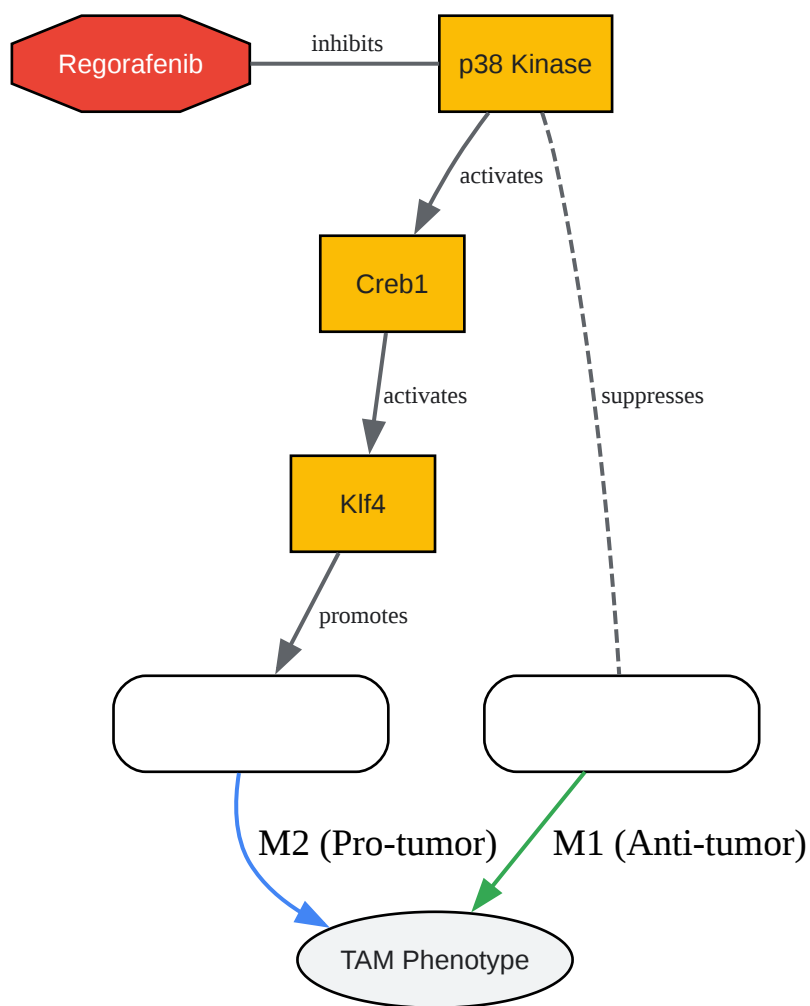 Regorafenib
inhibits
p38 Kinase
activates
Creb1
activates
suppresses
Klf4
promotes
M2 (Pro-tumor)
M1 (Anti-tumor)
TAM Phenotype